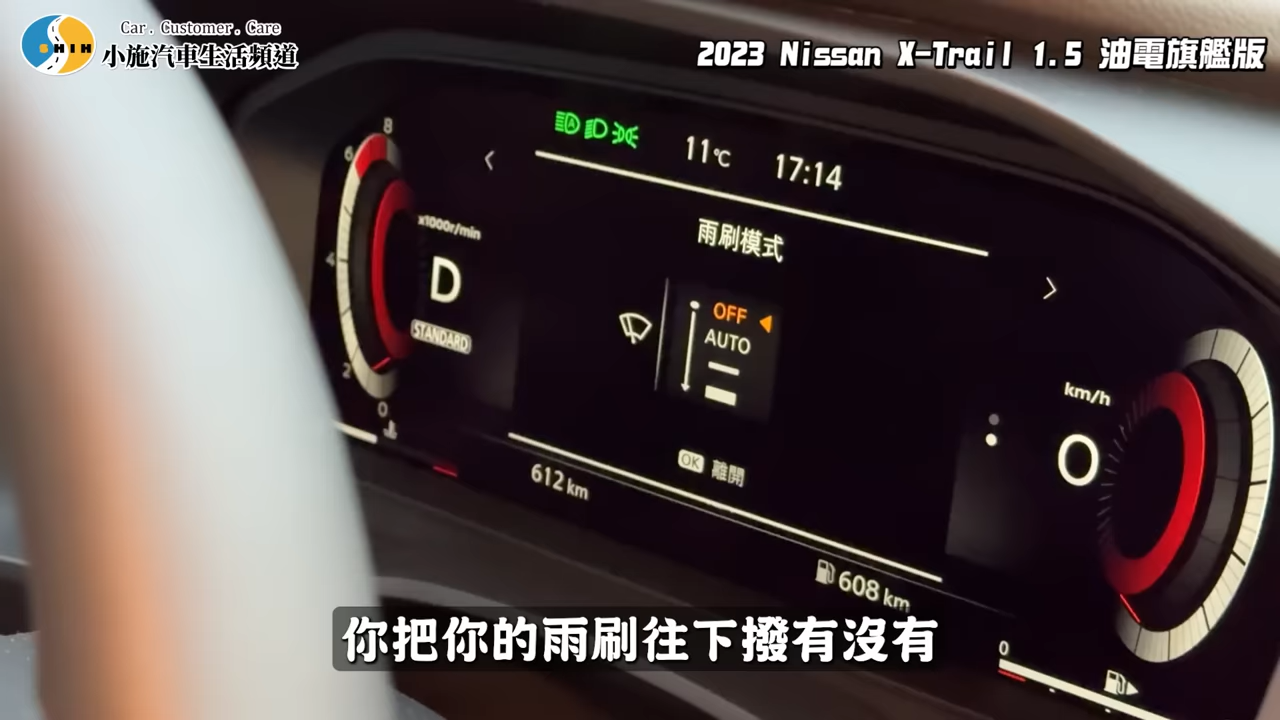 Car. Customer. Care
SHIH
小施汽車生活頻道
2023 Nissan X-Trail 1.5 油電旗艦版
11℃
17:14
8
6
4
2
0
x1000r/min
D
STANDARD
雨刷模式
OFF
AUTO
OK 離開
km/h
0
612 km
608 km
0
你把你的雨刷往下撥有沒有